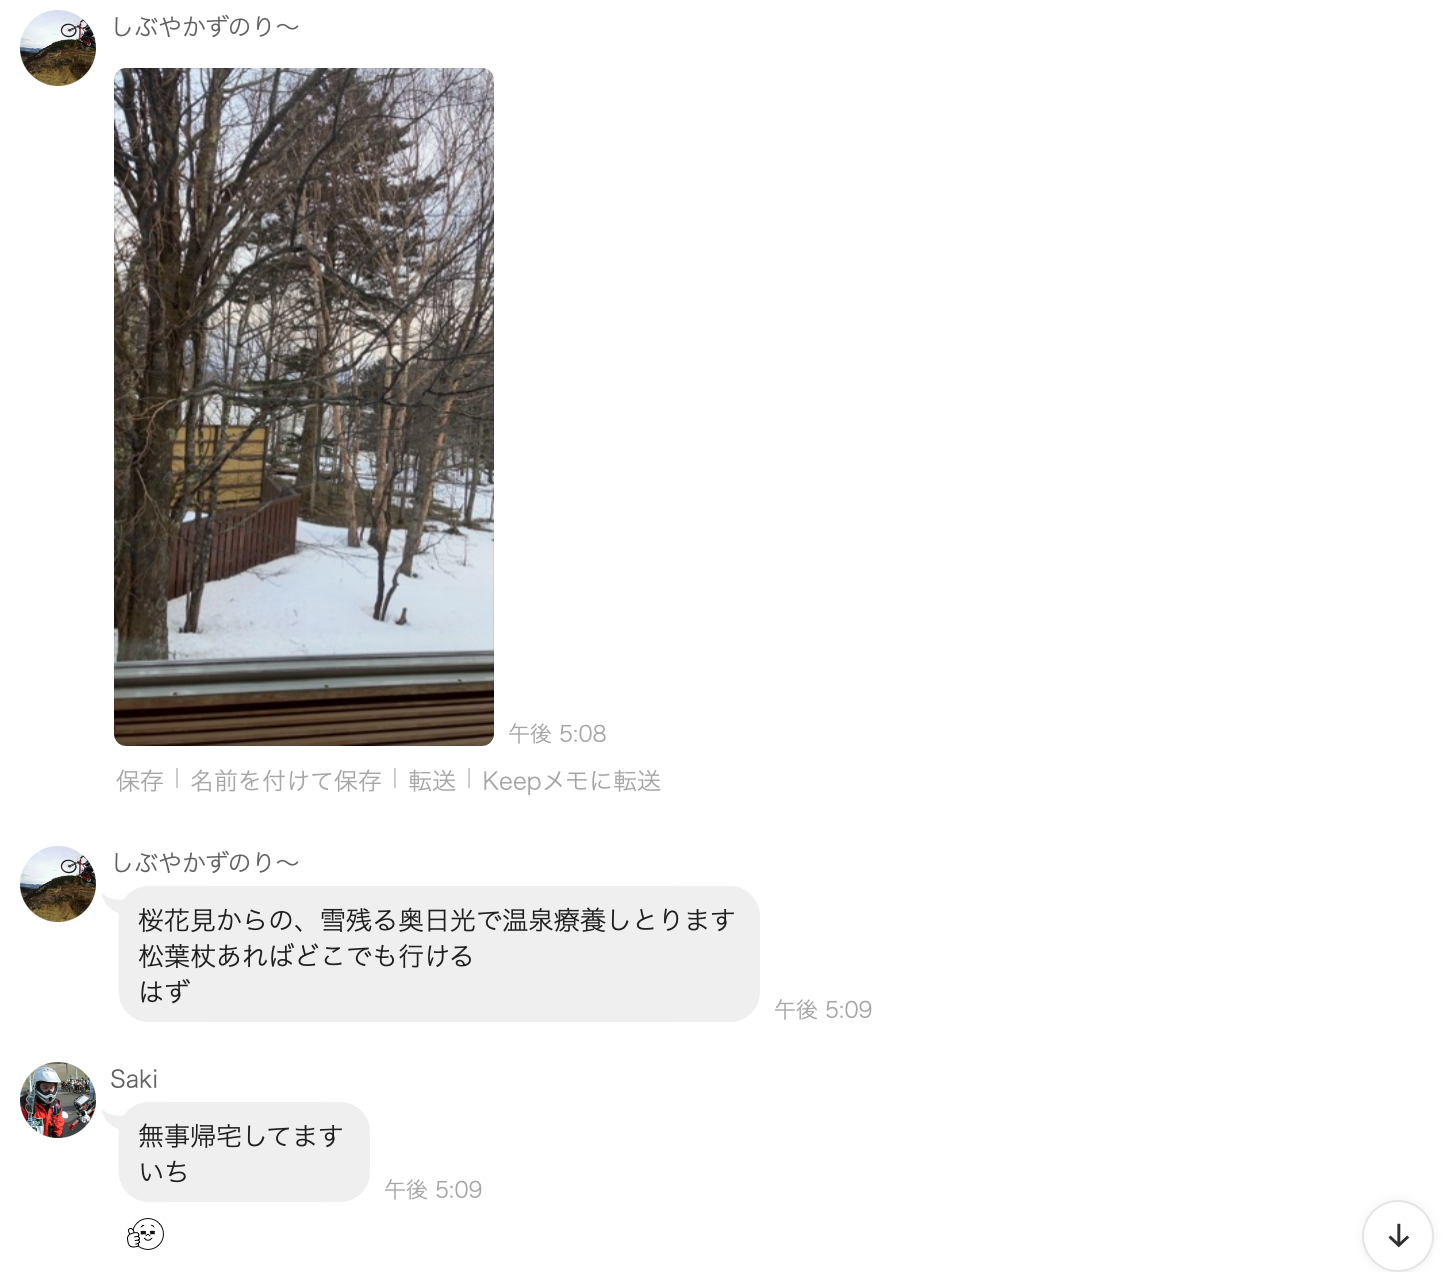 しぶやかずのり〜
午後 5:08
保存 | 名前を付けて保存 | 転送 | Keepメモに転送
しぶやかずのり〜
桜花見からの、雪残る奥日光で温泉療養しとります
松葉杖あればどこでも行ける
はず
午後 5:09
Saki
無事帰宅してます
いち
午後 5:09